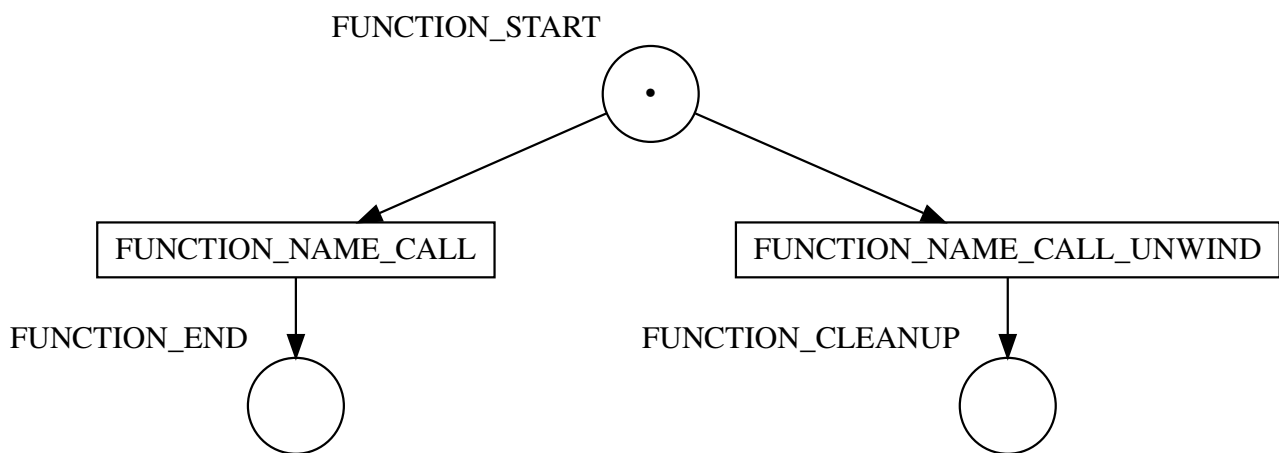 FUNCTION_START
FUNCTION_NAME_CALL
FUNCTION_NAME_CALL_UNWIND
FUNCTION_END
FUNCTION_CLEANUP